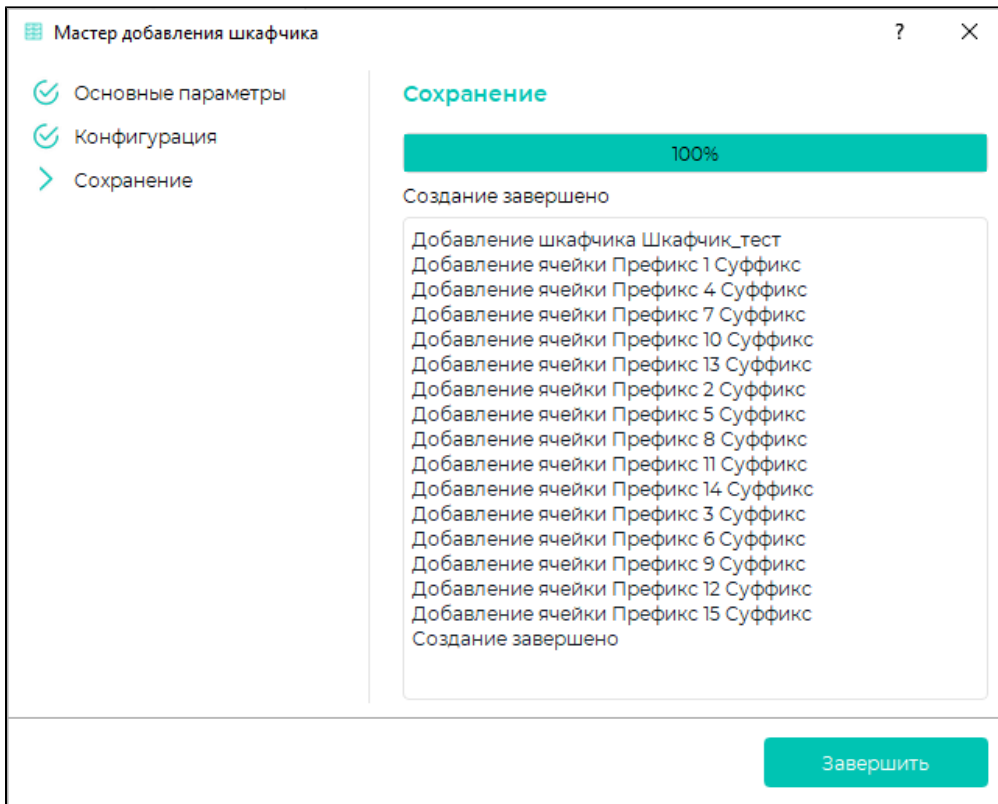 Мастер добавления шкафчика
?
Основные параметры
Конфигурация
Сохранение
Сохранение
100%
Создание завершено
Добавление шкафчика Шкафчик_тест
Добавление ячейки Префикс 1 Суффикс
Добавление ячейки Префикс 4 Суффикс
Добавление ячейки Префикс 7 Суффикс
Добавление ячейки Префикс 10 Суффикс
Добавление ячейки Префикс 13 Суффикс
Добавление ячейки Префикс 2 Суффикс
Добавление ячейки Префикс 5 Суффикс
Добавление ячейки Префикс 8 Суффикс
Добавление ячейки Префикс 11 Суффикс
Добавление ячейки Префикс 14 Суффикс
Добавление ячейки Префикс 3 Суффикс
Добавление ячейки Префикс 6 Суффикс
Добавление ячейки Префикс 9 Суффикс
Добавление ячейки Префикс 12 Суффикс
Добавление ячейки Префикс 15 Суффикс
Создание завершено
Завершить